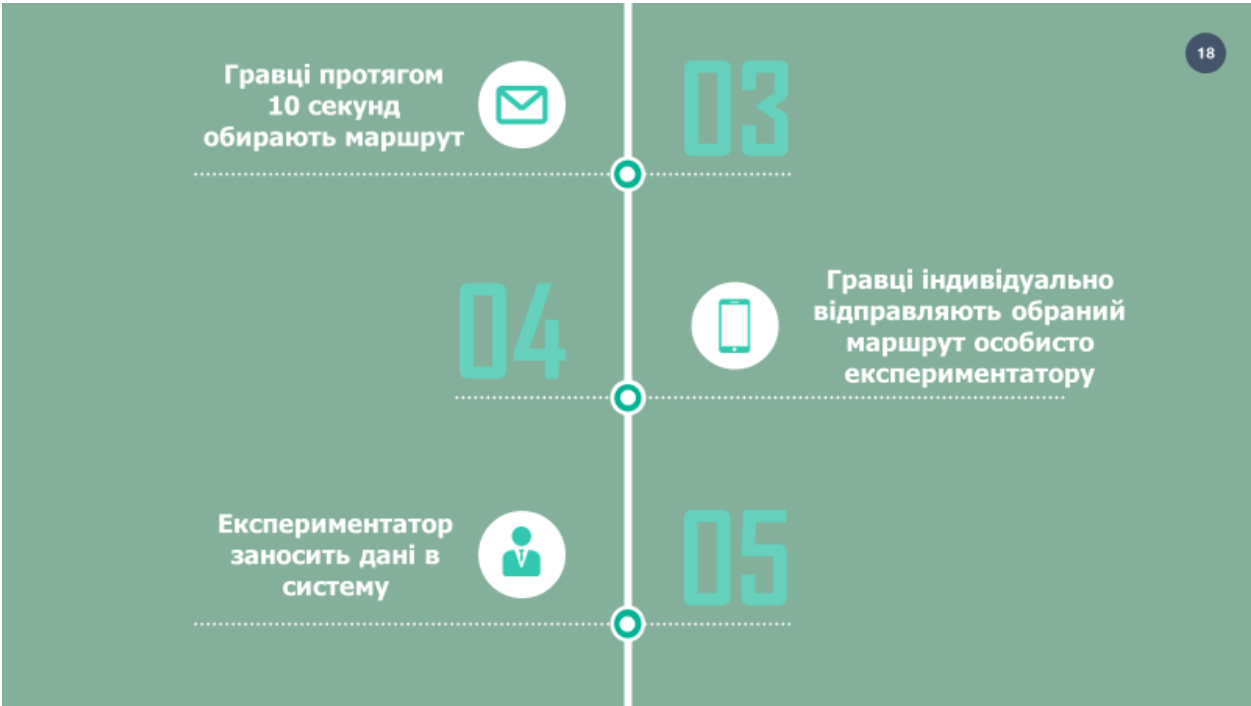 18
Гравці протягом
10 секунд
обирають маршрут
03
04
Гравці індивідуально
відправляють обраний
маршрут особисто
експериментатору
Експериментатор
заносить дані в
систему
05